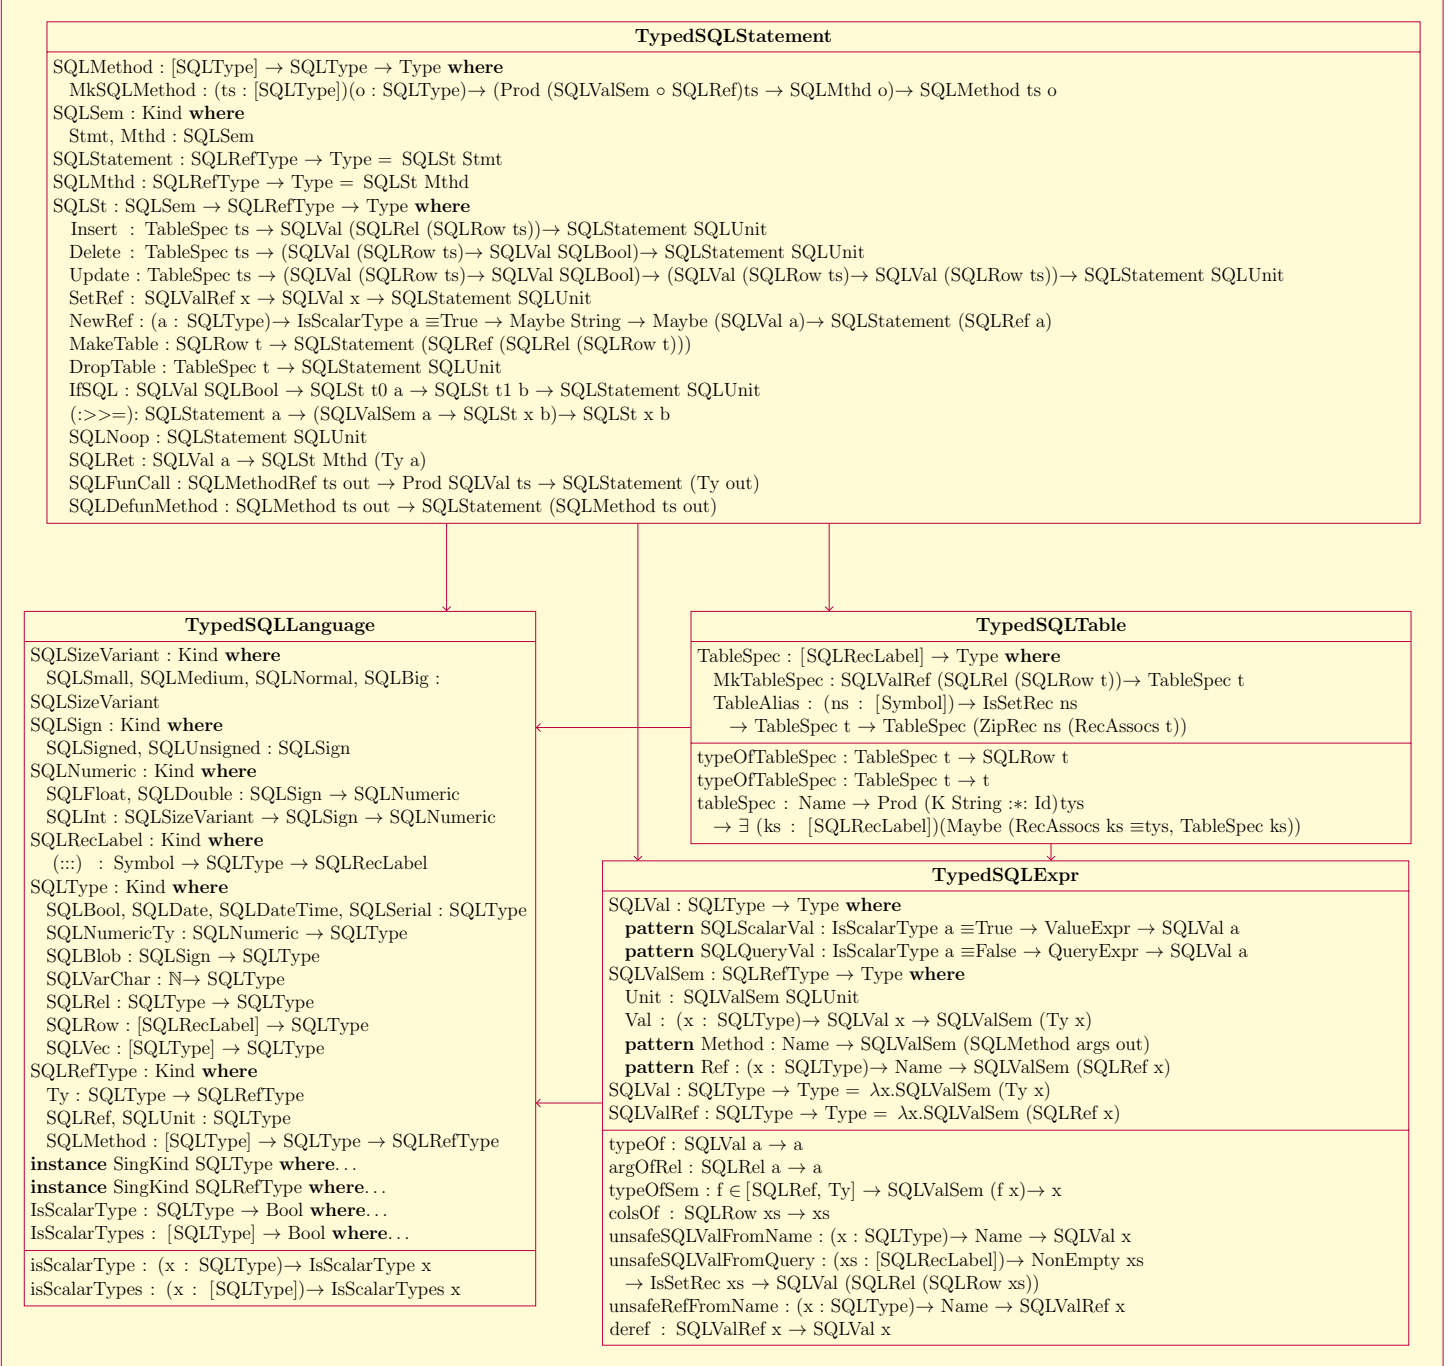 TypedSQLStatement
SQLMethod : [SQLType] → SQLType → Type where
MkSQLMethod : (ts : [SQLType])(o : SQLType)→ (Prod (SQLValSem ∘ SQLRef)ts → SQLMthd o)→ SQLMethod ts o
SQLSem : Kind where
Stmt, Mthd : SQLSem
SQLStatement : SQLRefType → Type = SQLSt Stmt
SQLMthd : SQLRefType → Type = SQLSt Mthd
SQLSt : SQLSem → SQLRefType → Type where
Insert : TableSpec ts → SQLVal (SQLRel (SQLRow ts))→ SQLStatement SQLUnit
Delete : TableSpec ts → (SQLVal (SQLRow ts)→ SQLVal SQLBool)→ SQLStatement SQLUnit
Update : TableSpec ts → (SQLVal (SQLRow ts)→ SQLVal SQLBool)→ (SQLVal (SQLRow ts)→ SQLVal (SQLRow ts))→ SQLStatement SQLUnit
SetRef : SQLValRef x → SQLVal x → SQLStatement SQLUnit
NewRef : (a : SQLType)→ IsScalarType a ≡True → Maybe String → Maybe (SQLVal a)→ SQLStatement (SQLRef a)
MakeTable : SQLRow t → SQLStatement (SQLRef (SQLRel (SQLRow t)))
DropTable : TableSpec t → SQLStatement SQLUnit
IfSQL : SQLVal SQLBool → SQLSt t0 a → SQLSt t1 b → SQLStatement SQLUnit
(:>>=): SQLStatement a → (SQLValSem a → SQLSt x b)→ SQLSt x b
SQLNoop : SQLStatement SQLUnit
SQLRet : SQLVal a → SQLSt Mthd (Ty a)
SQLFunCall : SQLMethodRef ts out → Prod SQLVal ts → SQLStatement (Ty out)
SQLDefunMethod : SQLMethod ts out → SQLStatement (SQLMethod ts out)
TypedSQLLanguage
SQLSizeVariant : Kind where
SQLSmall, SQLMedium, SQLNormal, SQLBig :
SQLSizeVariant
SQLSign : Kind where
SQLSigned, SQLUnsigned : SQLSign
SQLNumeric : Kind where
SQLFloat, SQLDouble : SQLSign → SQLNumeric
SQLInt : SQLSizeVariant → SQLSign → SQLNumeric
SQLRecLabel : Kind where
(:::) : Symbol → SQLType → SQLRecLabel
SQLType : Kind where
SQLBool, SQLDate, SQLDateTime, SQLSerial : SQLType
SQLNumericTy : SQLNumeric → SQLType
SQLBlob : SQLSign → SQLType
SQLVarChar : ℕ→ SQLType
SQLRel : SQLType → SQLType
SQLRow : [SQLRecLabel] → SQLType
SQLVec : [SQLType] → SQLType
SQLRefType : Kind where
Ty : SQLType → SQLRefType
SQLRef, SQLUnit : SQLType
SQLMethod : [SQLType] → SQLType → SQLRefType
instance SingKind SQLType where…
instance SingKind SQLRefType where…
IsScalarType : SQLType → Bool where…
IsScalarTypes : [SQLType] → Bool where…
isScalarType : (x : SQLType)→ IsScalarType x
isScalarTypes : (x : [SQLType])→ IsScalarTypes x
TypedSQLTable
TableSpec : [SQLRecLabel] → Type where
MkTableSpec : SQLValRef (SQLRel (SQLRow t))→ TableSpec t
TableAlias : (ns : [Symbol])→ IsSetRec ns
→ TableSpec t → TableSpec (ZipRec ns (RecAssocs t))
typeOfTableSpec : TableSpec t → SQLRow t
typeOfTableSpec : TableSpec t → t
tableSpec : Name → Prod (K String :∗: Id)tys
→ ∃ (ks : [SQLRecLabel])(Maybe (RecAssocs ks ≡tys, TableSpec ks))
TypedSQLExpr
SQLVal : SQLType → Type where
pattern SQLScalarVal : IsScalarType a ≡True → ValueExpr → SQLVal a
pattern SQLQueryVal : IsScalarType a ≡False → QueryExpr → SQLVal a
SQLValSem : SQLRefType → Type where
Unit : SQLValSem SQLUnit
Val : (x : SQLType)→ SQLVal x → SQLValSem (Ty x)
pattern Method : Name → SQLValSem (SQLMethod args out)
pattern Ref : (x : SQLType)→ Name → SQLValSem (SQLRef x)
SQLVal : SQLType → Type = λx.SQLValSem (Ty x)
SQLValRef : SQLType → Type = λx.SQLValSem (SQLRef x)
typeOf : SQLVal a → a
argOfRel : SQLRel a → a
typeOfSem : f ∈ [SQLRef, Ty] → SQLValSem (f x)→ x
colsOf : SQLRow xs → xs
unsafeSQLValFromName : (x : SQLType)→ Name → SQLVal x
unsafeSQLValFromQuery : (xs : [SQLRecLabel])→ NonEmpty xs
→ IsSetRec xs → SQLVal (SQLRel (SQLRow xs))
unsafeRefFromName : (x : SQLType)→ Name → SQLValRef x
deref : SQLValRef x → SQLVal x